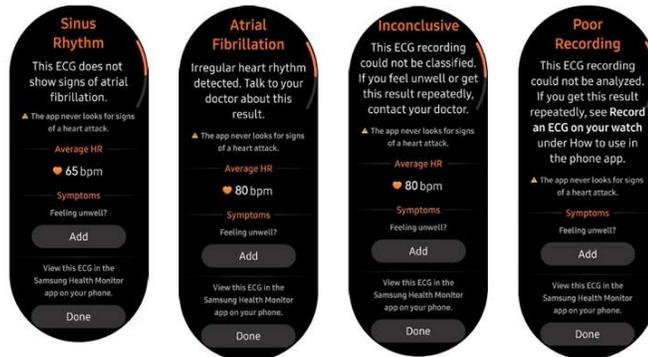 Sinus
Rhythm
This ECG does not
show signs of atrial
fibrillation.
The app never looks for signs
of a heart attack.
Average HR
65 bpm
Symptoms
Feeling unwell?
Add
View this ECG in the
Samsung Health Monitor
app on your phone.
Done
Atrial
Fibrillation
Irregular heart rhythm
detected. Talk to your
doctor about this
result.
The app never looks for signs
of a heart attack.
Average HR
80 bpm
Symptoms
Feeling unwell?
Add
View this ECG in the
Samsung Health Monitor
app on your phone.
Done
Inconclusive
This ECG recording
could not be classified.
If you feel unwell or get
this result repeatedly,
contact your doctor.
The app never looks for signs
of a heart attack.
Average HR
80 bpm
Symptoms
Feeling unwell?
Add
View this ECG in the
Samsung Health Monitor
app on your phone.
Done
Poor
Recording
This ECG recording
could not be analyzed.
If you get this result
repeatedly, see Record
an ECG on your watch
under How to use in
the phone app.
The app never looks for signs
of a heart attack.
Symptoms
Feeling unwell?
Add
View this ECG in the
Samsung Health Monitor
app on your phone.
Done